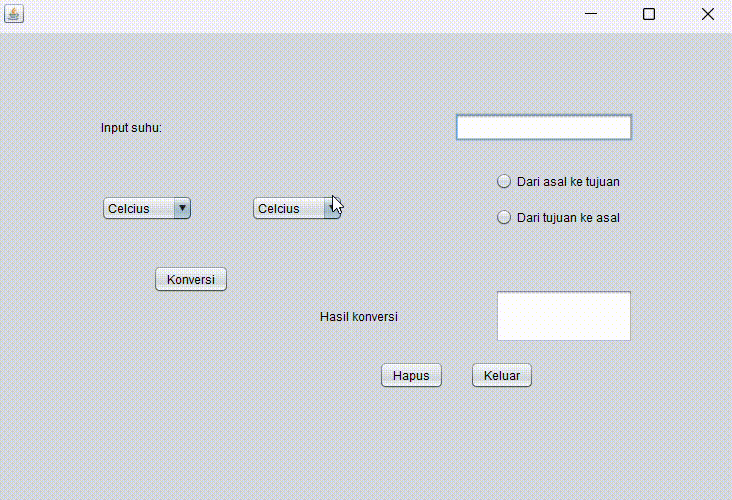 Input suhu:
Dari asal ke tujuan
Celcius
Celcius
Dari tujuan ke asal
Konversi
Hasil konversi
Hapus
Keluar